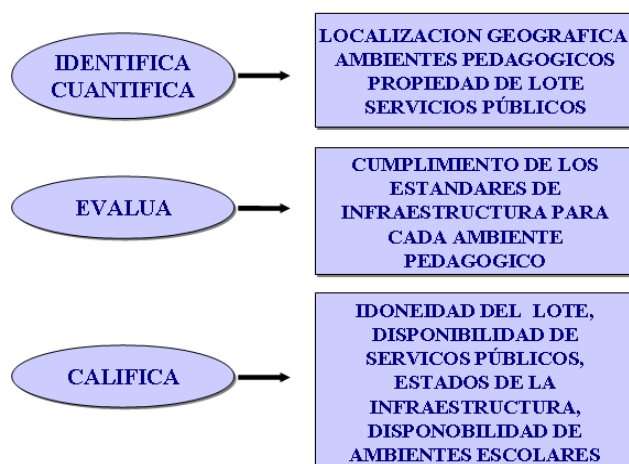 IDENTIFICA
CUANTIFICA
LOCALIZACION GEOGRAFICA
AMBIENTES PEDAGOGICOS
PROPIEDAD DE LOTE
SERVICIOS PÚBLICOS
EVALUA
CUMPLIMIENTO DE LOS
ESTANDARES DE
INFRAESTRUCTURA PARA
CADA AMBIENTE
PEDAGOGICO
CALIFICA
IDONEIDAD DEL LOTE,
DISPONIBILIDAD DE
SERVICOS PÚBLICOS,
ESTADOS DE LA
INFRAESTRUCTURA,
DISPONOBILIDAD DE
AMBIENTES ESCOLARES